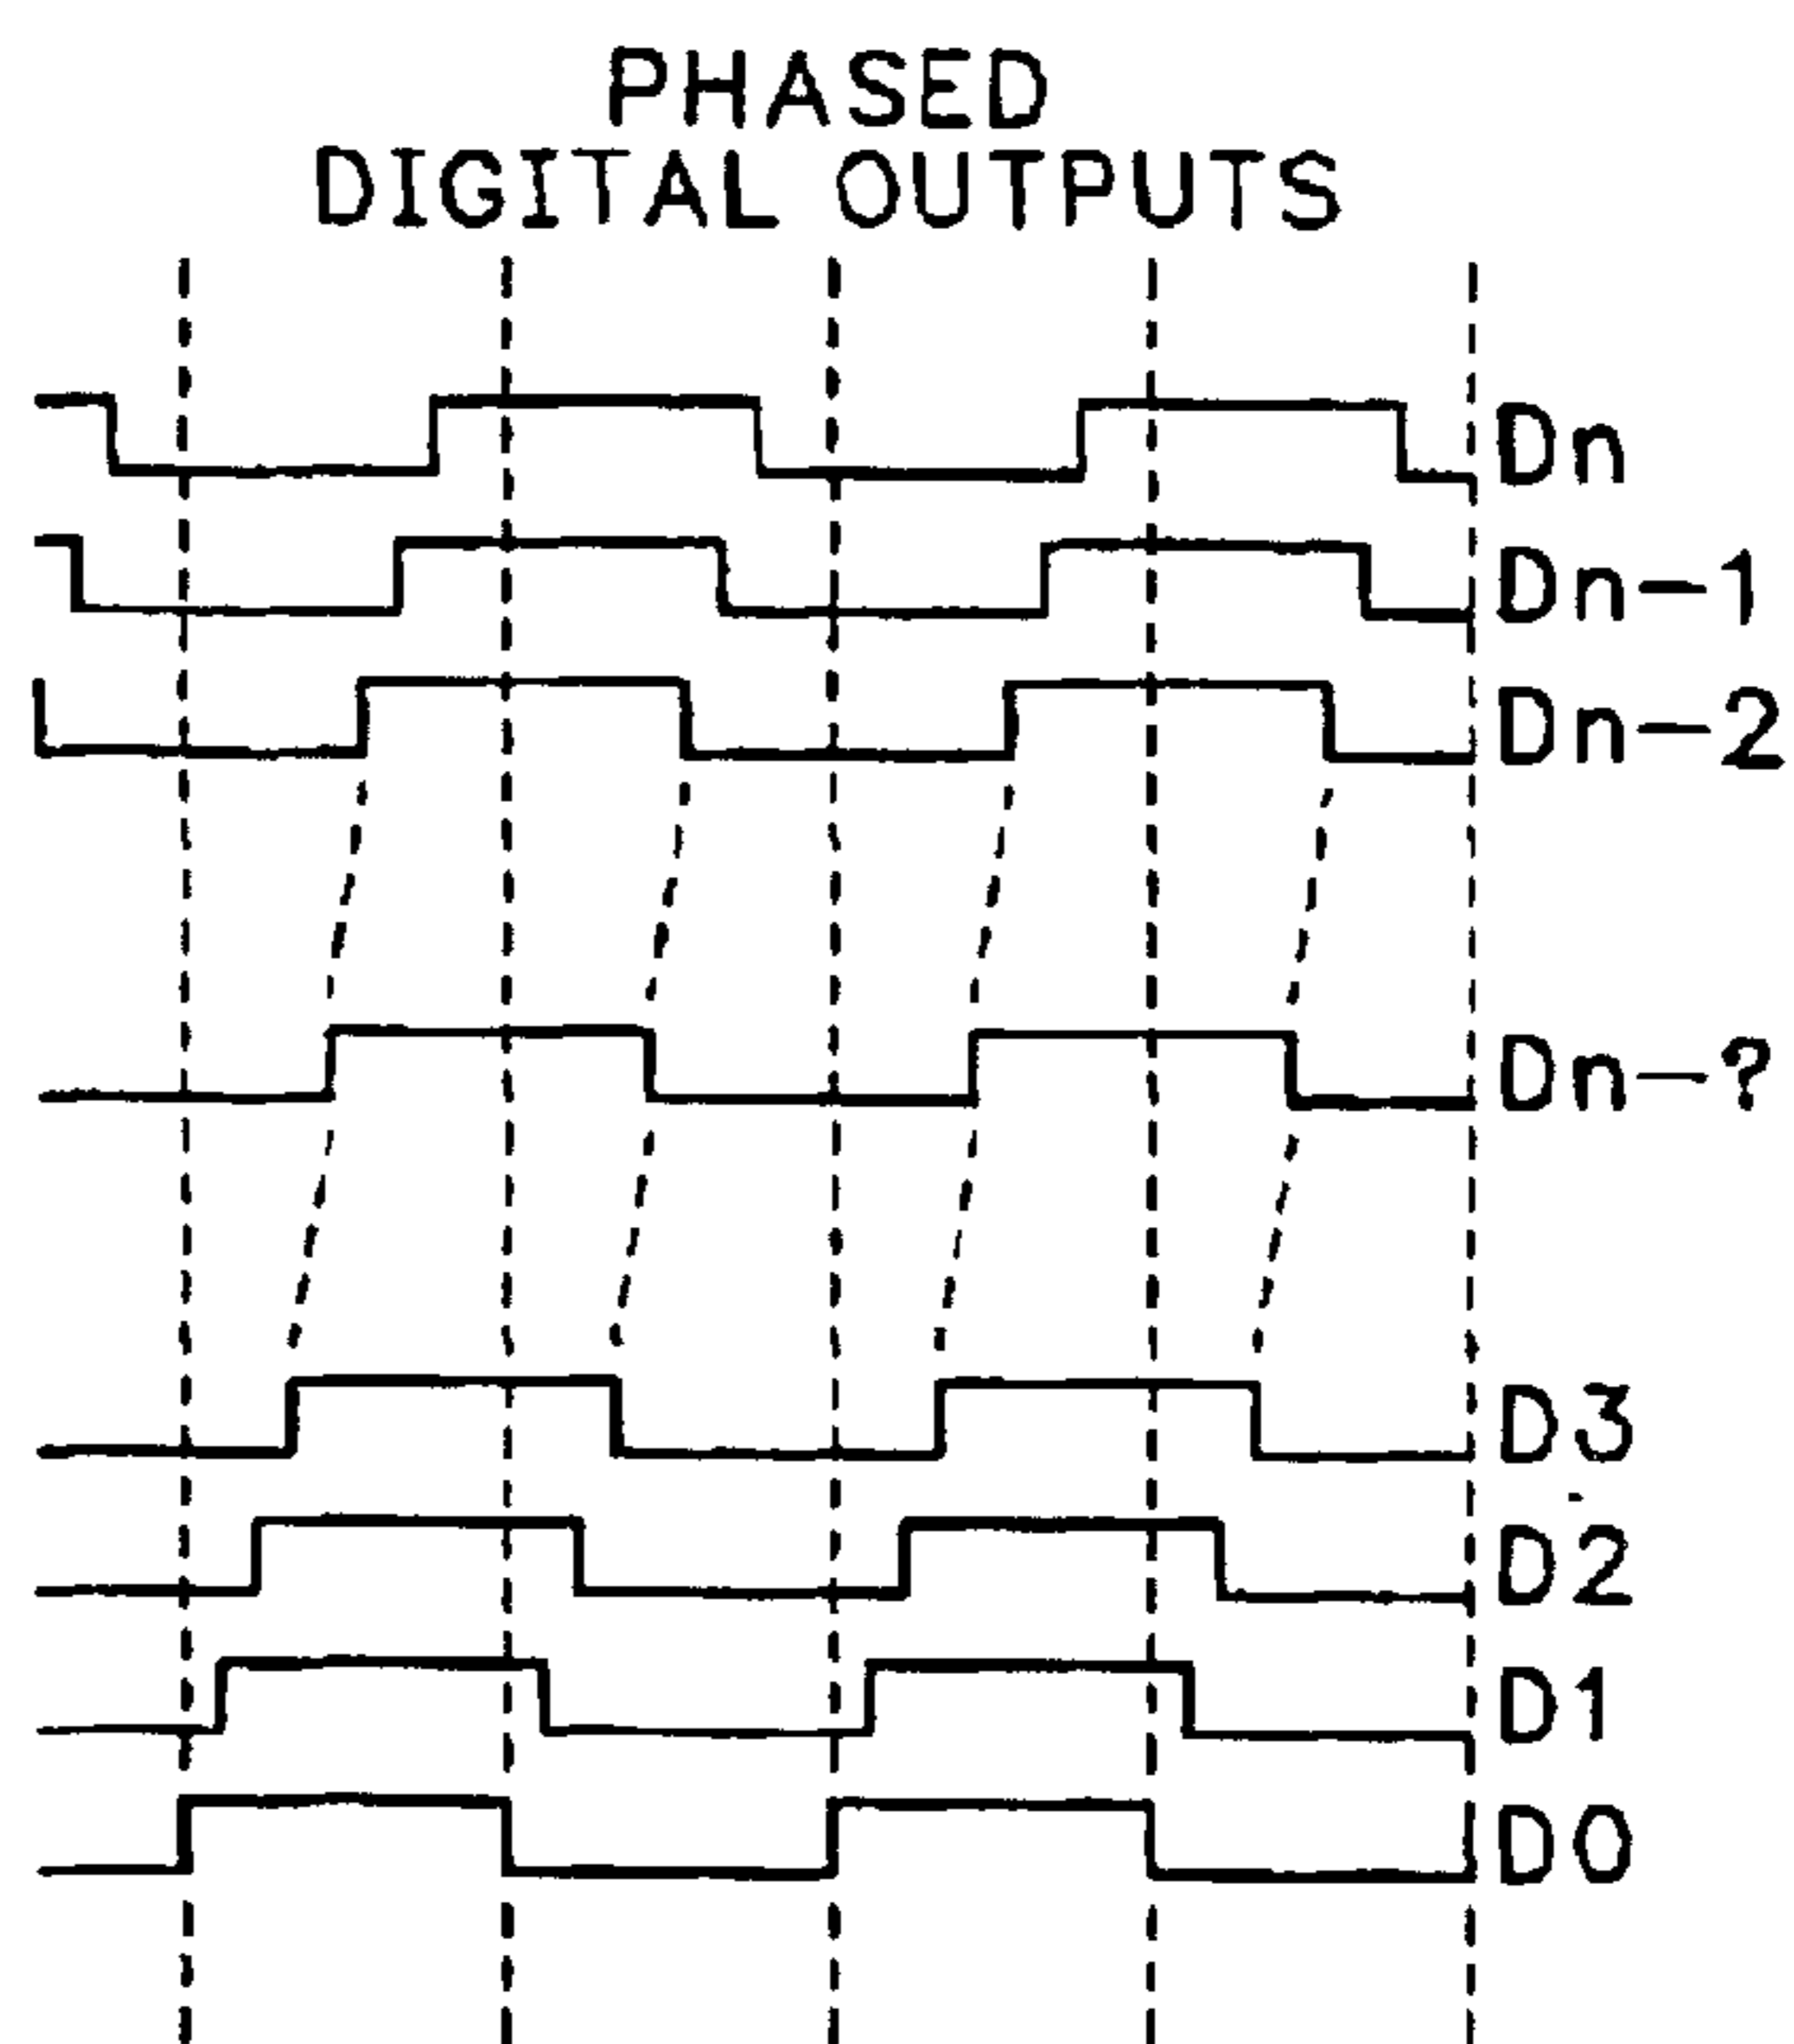 PHASED
DIGITAL OUTPUTS
Dn
Dn-1
Dn-2
Dn-?
D3
D2
D1
D0